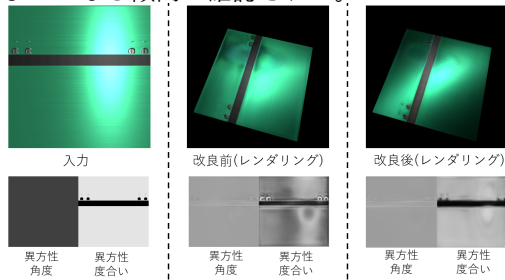 入力
改良前(レンダリング)
改良後(レンダリング)
異方性
角度
異方性
度合い
異方性
角度
異方性
度合い
異方性
角度
異方性
度合い